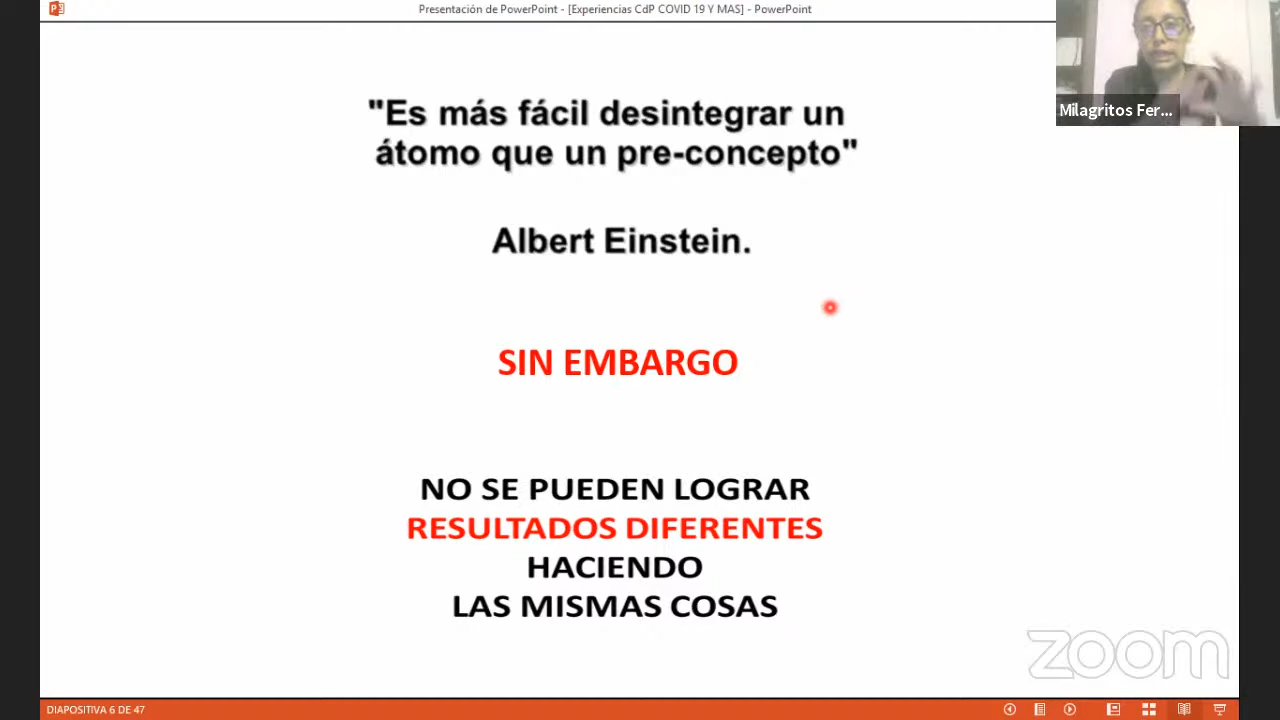 Presentación de PowerPoint - [Experiencias CdP COVID 19 Y MAS] - PowerPoint
Milagritos Fer...
"Es más fácil desintegrar un
átomo que un pre-concepto"
Albert Einstein.
SIN EMBARGO
NO SE PUEDEN LOGRAR
RESULTADOS DIFERENTES
HACIENDO
LAS MISMAS COSAS
zoom
DIAPOSITIVA 6 DE 47